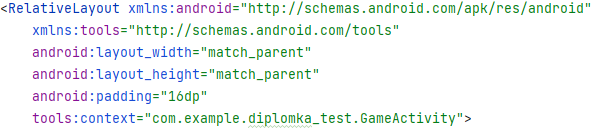 <RelativeLayout xmlns:android="http://schemas.android.com/apk/res/android"
    xmlns:tools="http://schemas.android.com/tools"
    android:layout_width="match_parent"
    android:layout_height="match_parent"
    android:padding="16dp"
    tools:context="com.example.diplomka_test.GameActivity">